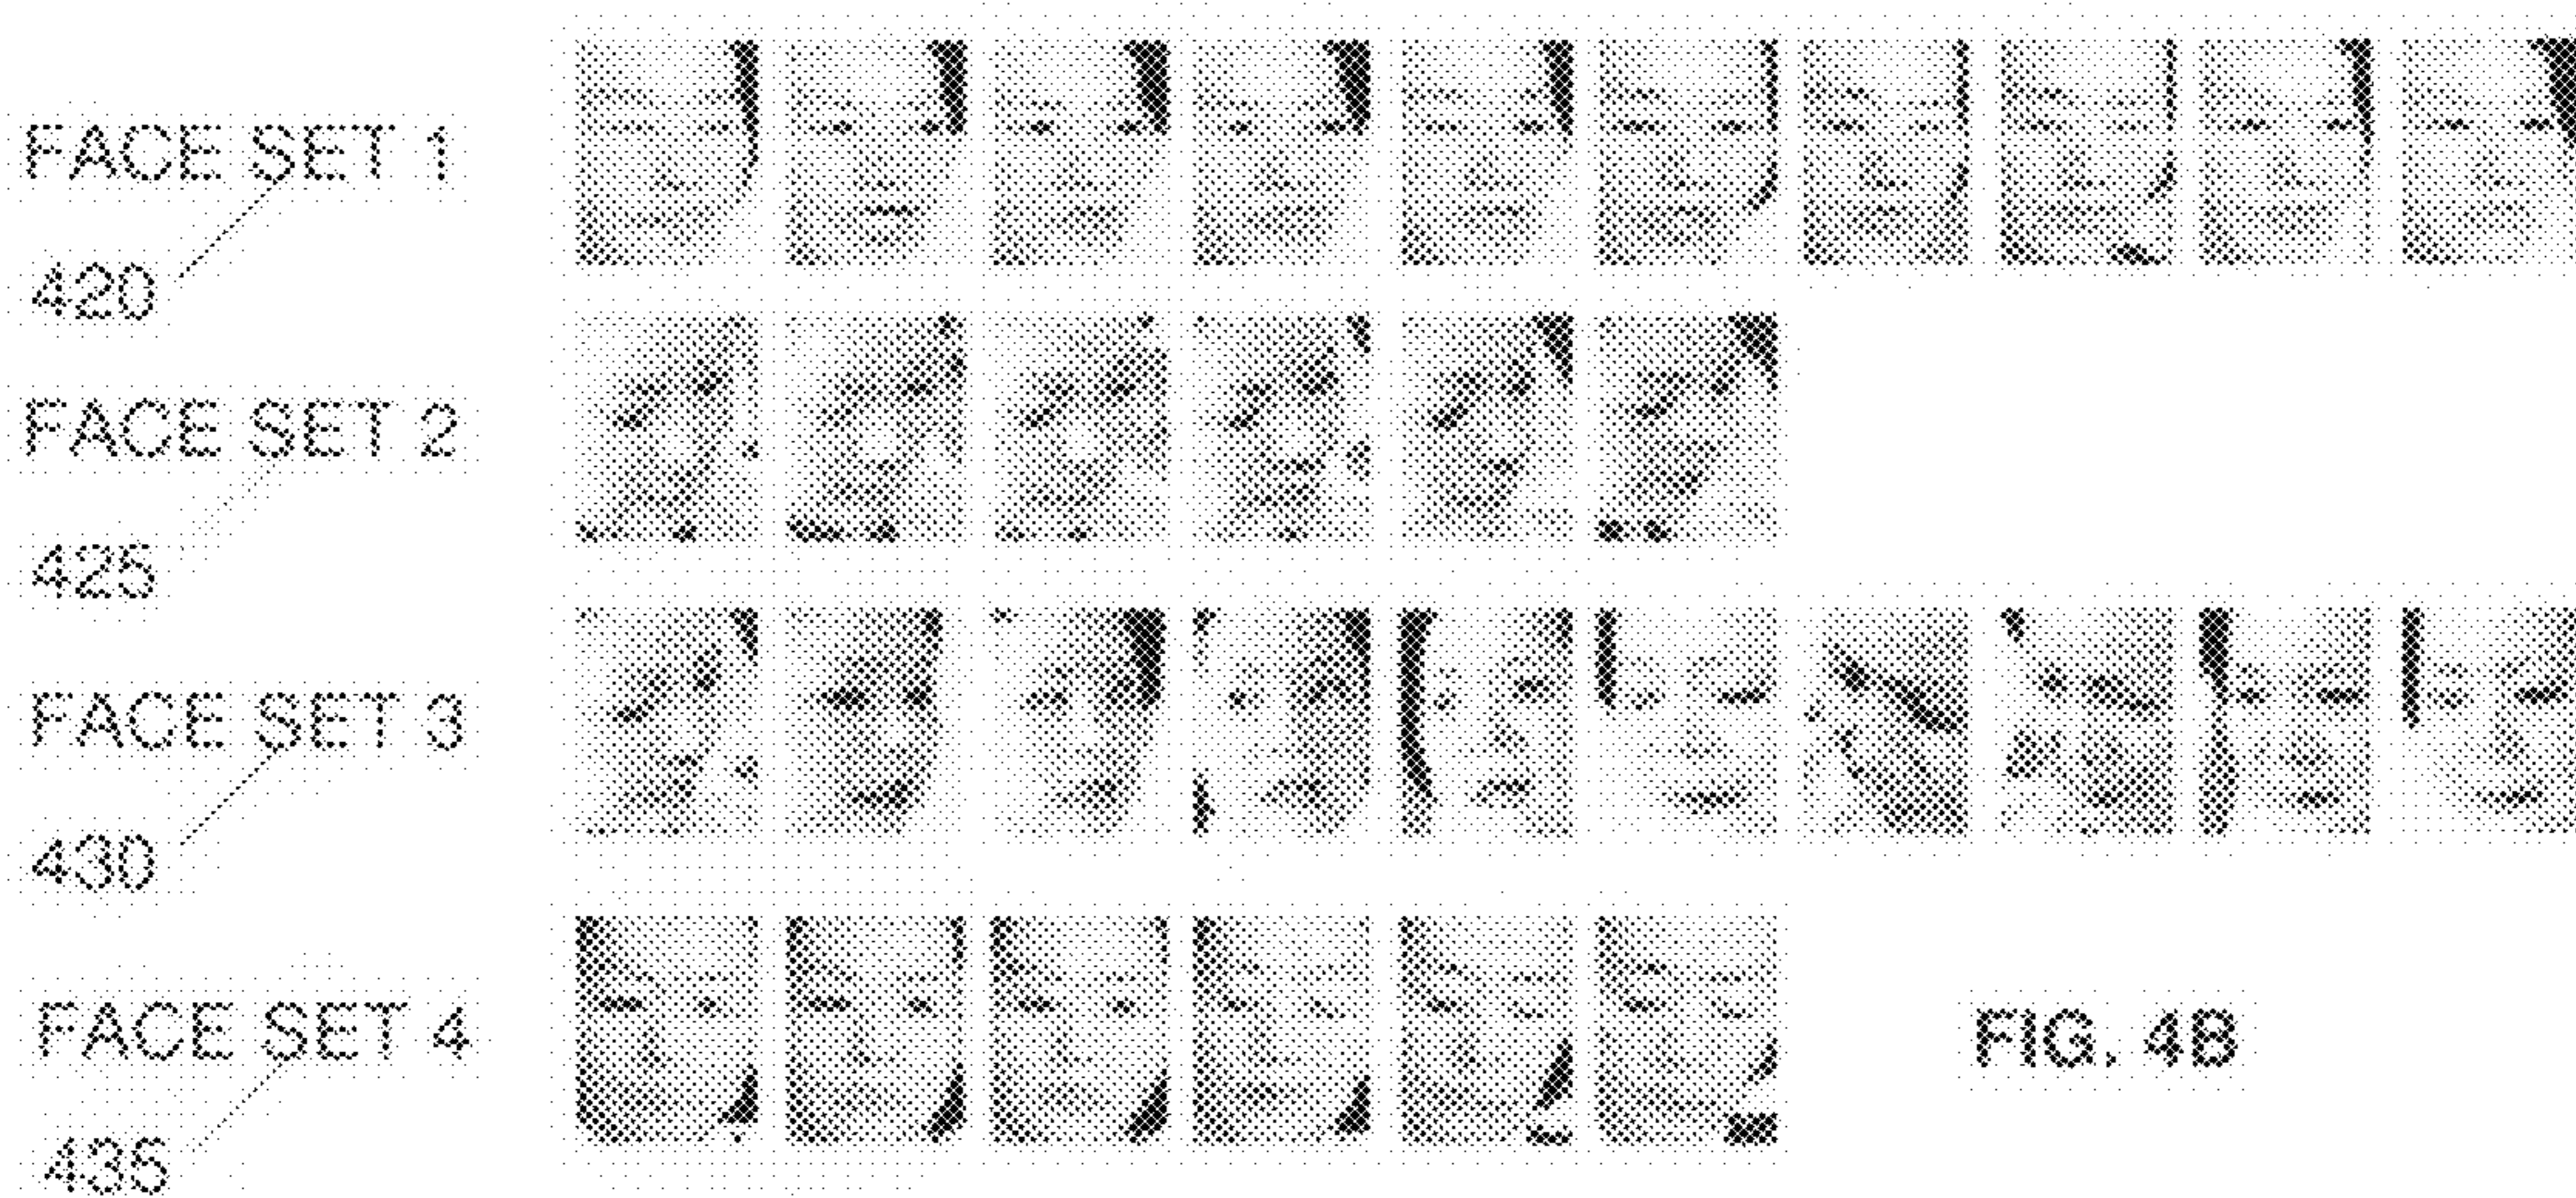 FACE SET 1
420
FACE SET 2
425
FACE SET 3
430
FACE SET 4
435
FIG. 4B